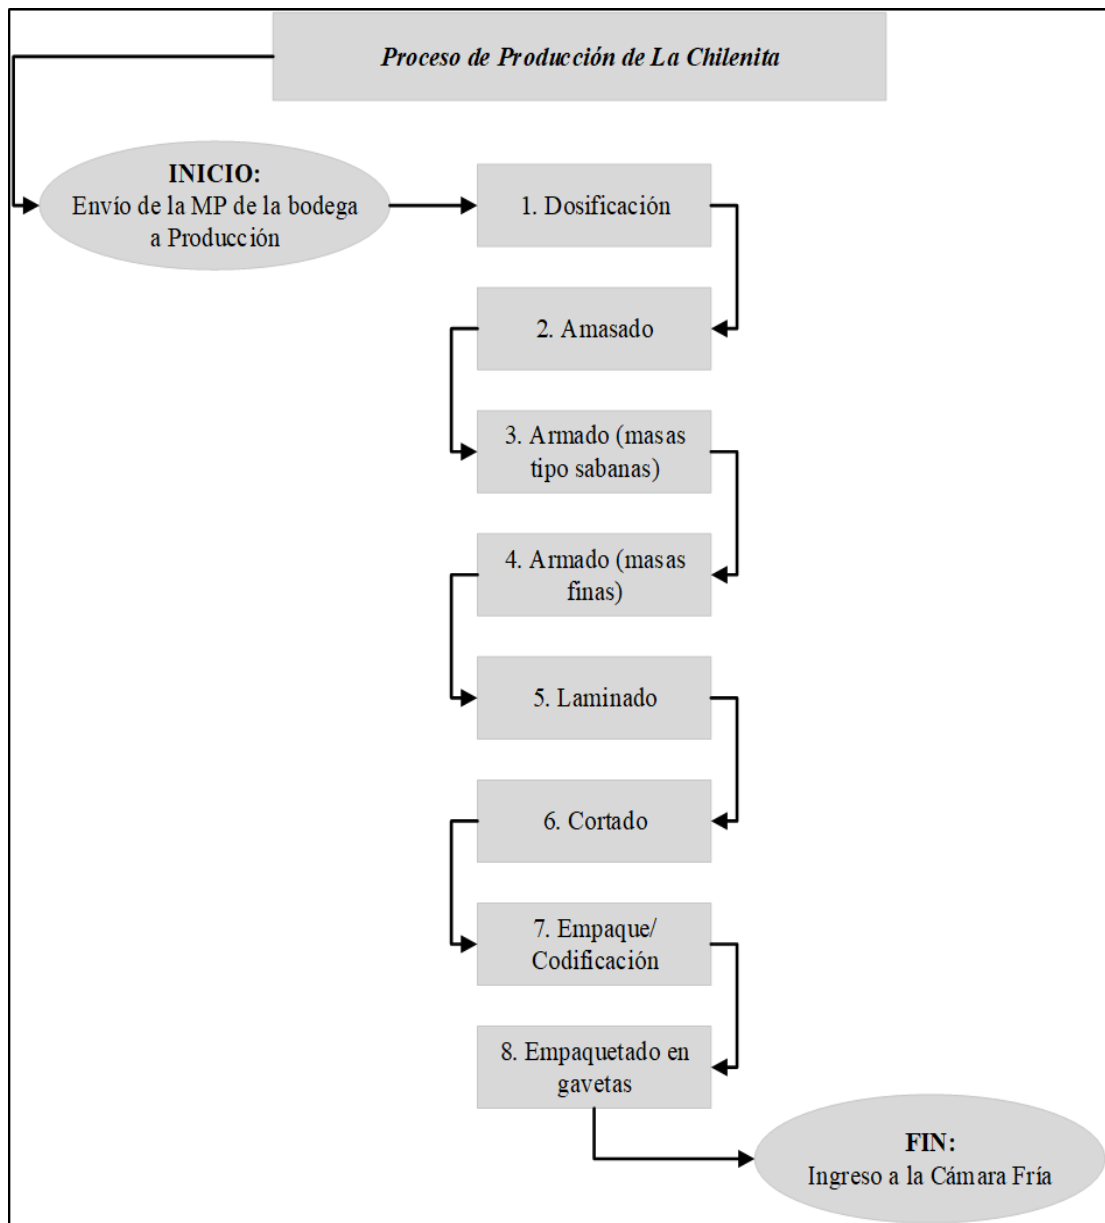 Proceso de Producción de La Chilenita
INICIO:
Envío de la MP de la bodega
a Producción
1. Dosificación
2. Amasado
3. Armado (masas
tipo sabanas)
4. Armado (masas
finas)
5. Laminado
6. Cortado
7. Empaque/
Codificación
8. Empaquetado en
gavetas
FIN:
Ingreso a la Cámara Fría